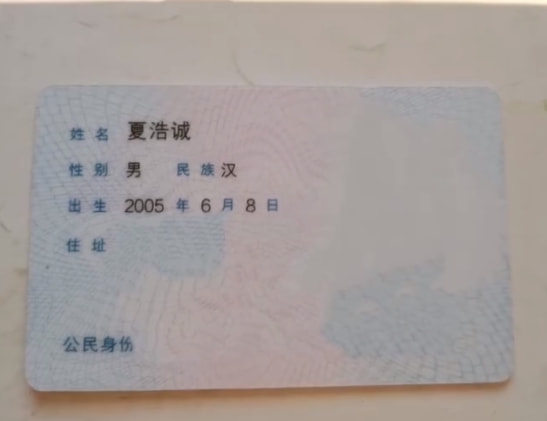 姓名 夏浩诚
性别 男 民族 汉
出生 2005 年 6 月 8 日
住址
公民身份